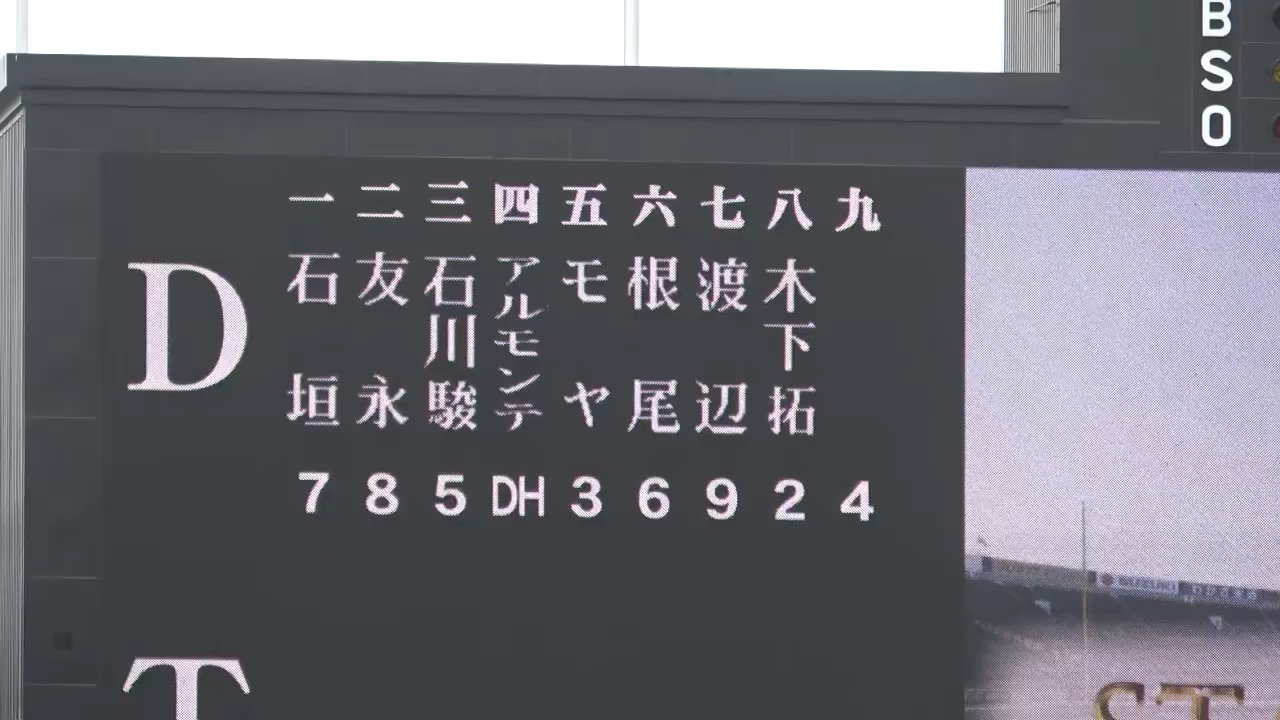 B
S
O
一 二 三 四 五 六 七 八 九
D
石垣
友永
石川駿
アルモンテ
モヤ
根尾
渡辺
木下拓
7 8 5 DH 3 6 9 2 4
T
ST